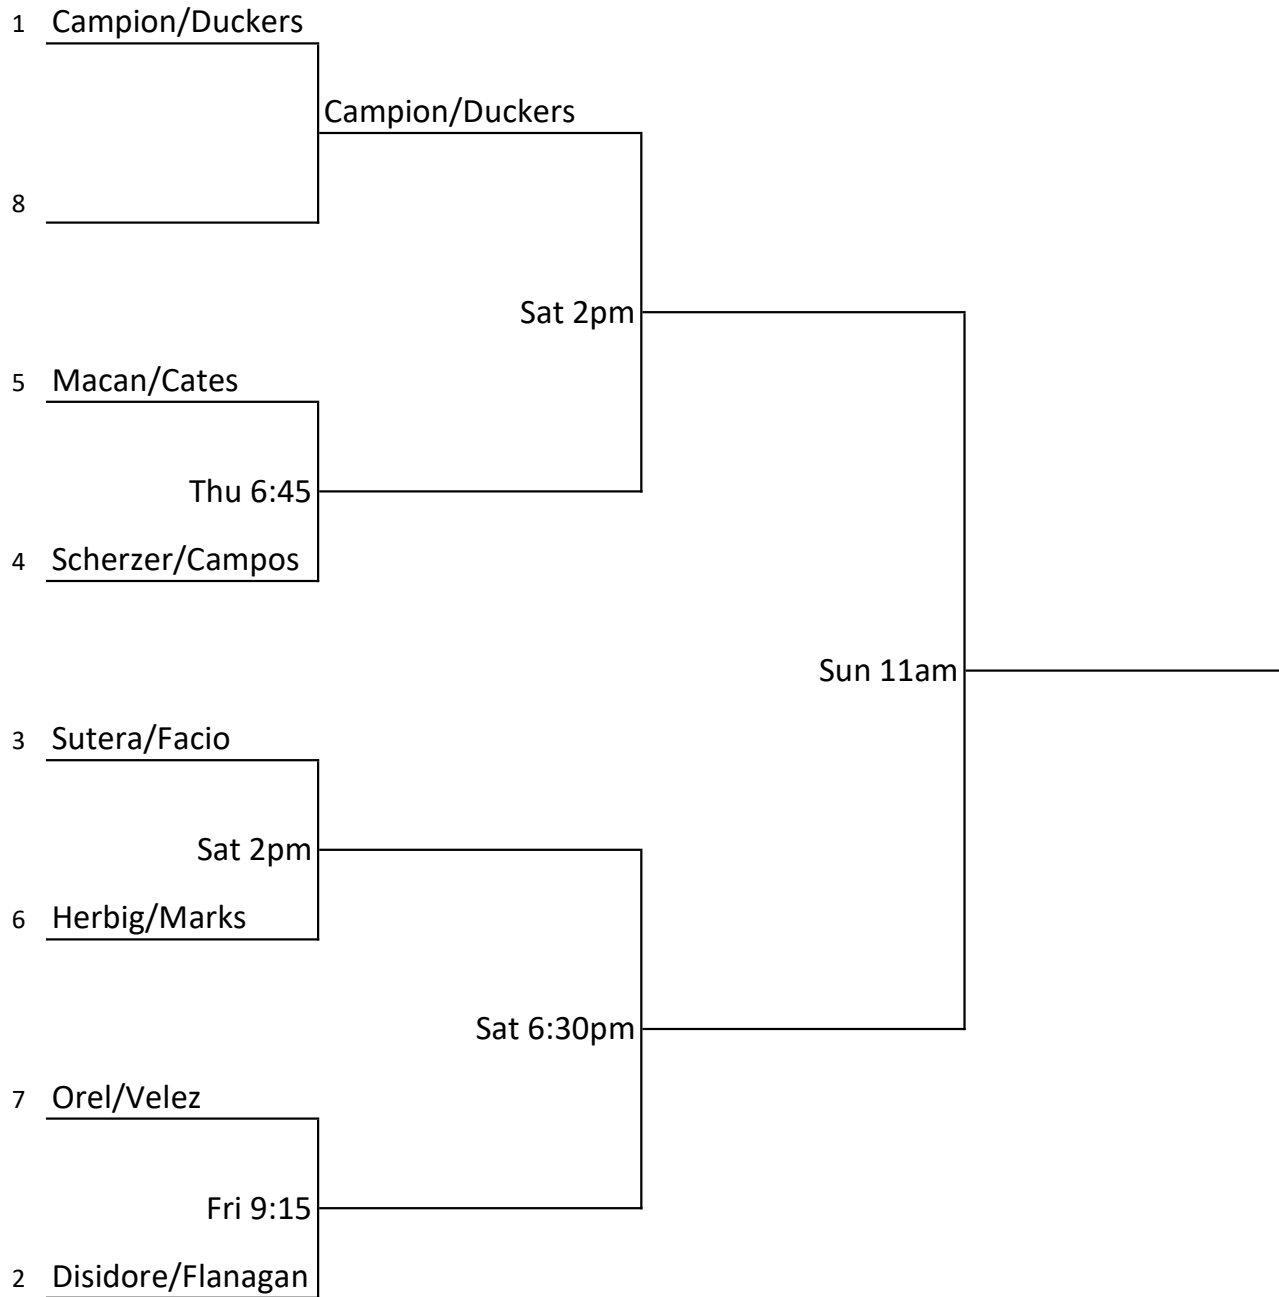 1 Campion/Duckers
Campion/Duckers
8
Sat 2pm
5 Macan/Cates
Thu 6:45
4 Scherzer/Campos
Sun 11am
3 Sutera/Facio
Sat 2pm
6 Herbig/Marks
Sat 6:30pm
7 Orel/Velez
Fri 9:15
2 Disidore/Flanagan